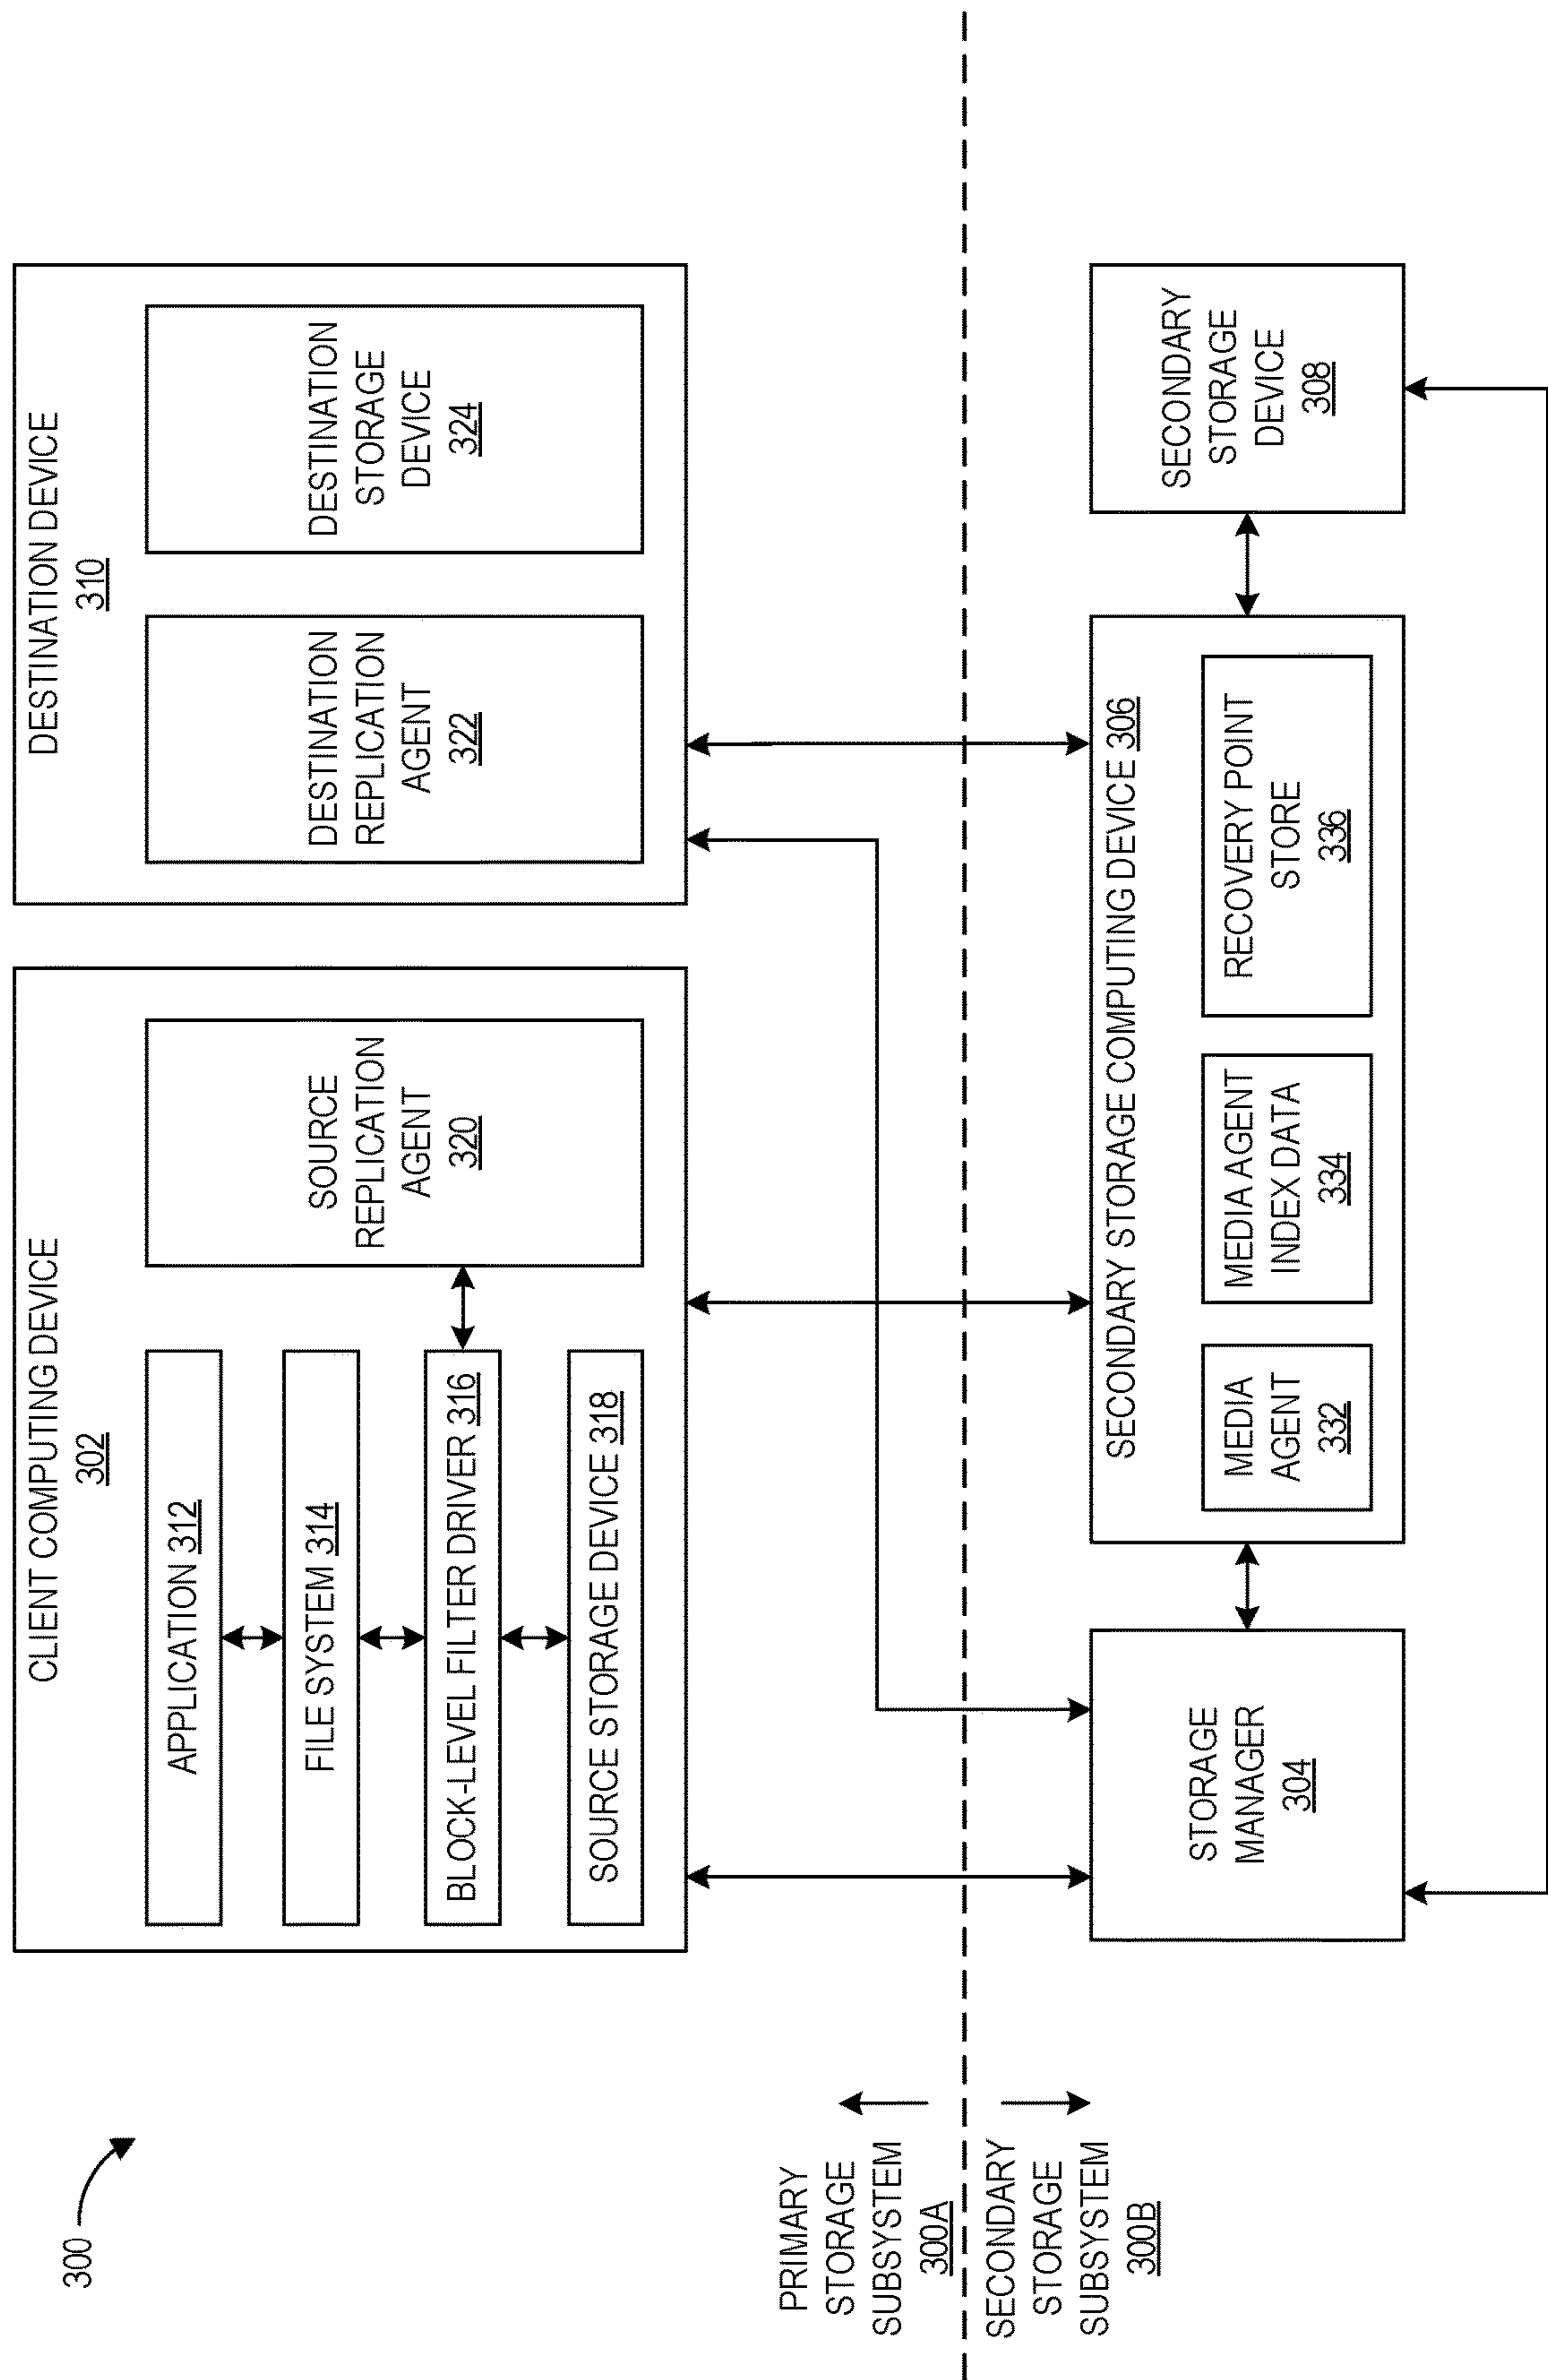 300
CLIENT COMPUTING DEVICE
302
APPLICATION 312
FILE SYSTEM 314
BLOCK-LEVEL FILTER DRIVER 316
SOURCE STORAGE DEVICE 318
SOURCE
REPLICATION
AGENT
320
DESTINATION DEVICE
310
DESTINATION
REPLICATION
AGENT
322
DESTINATION
STORAGE
DEVICE
324
PRIMARY
STORAGE
SUBSYSTEM
300A
SECONDARY
STORAGE
SUBSYSTEM
300B
STORAGE
MANAGER
304
SECONDARY STORAGE COMPUTING DEVICE 306
MEDIA
AGENT
332
MEDIA AGENT
INDEX DATA
334
RECOVERY POINT
STORE
336
SECONDARY
STORAGE
DEVICE
308